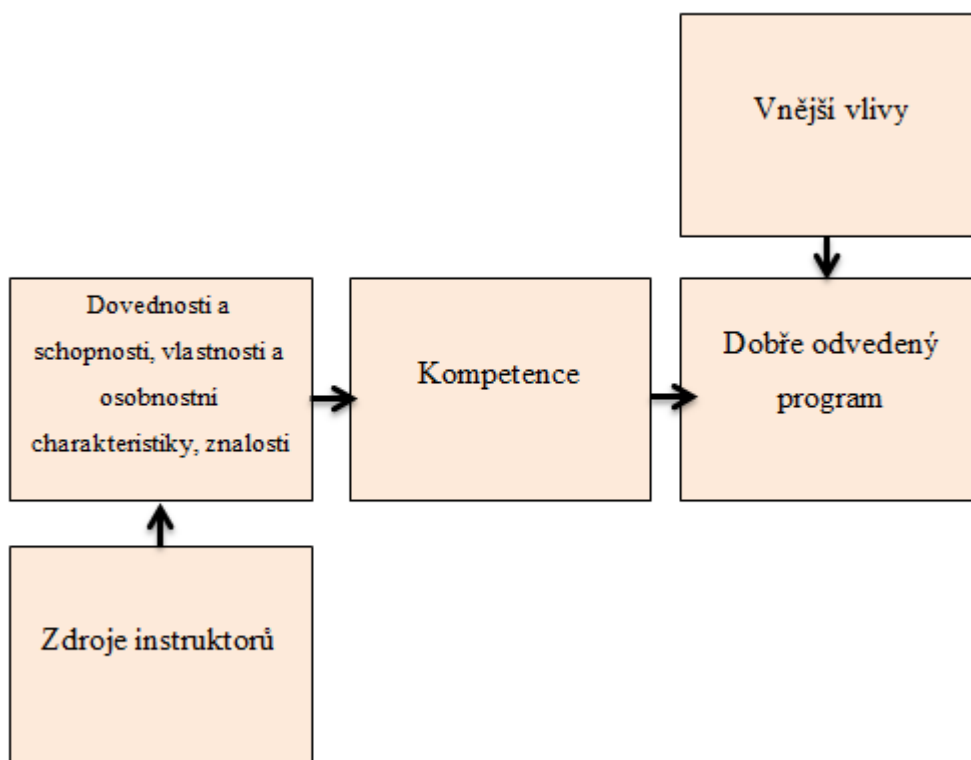 Vnější vlivy
Dovednosti a
schopnosti, vlastnosti a
osobnostní
charakteristiky, znalosti
Kompetence
Dobře odvedený
program
Zdroje instruktorů